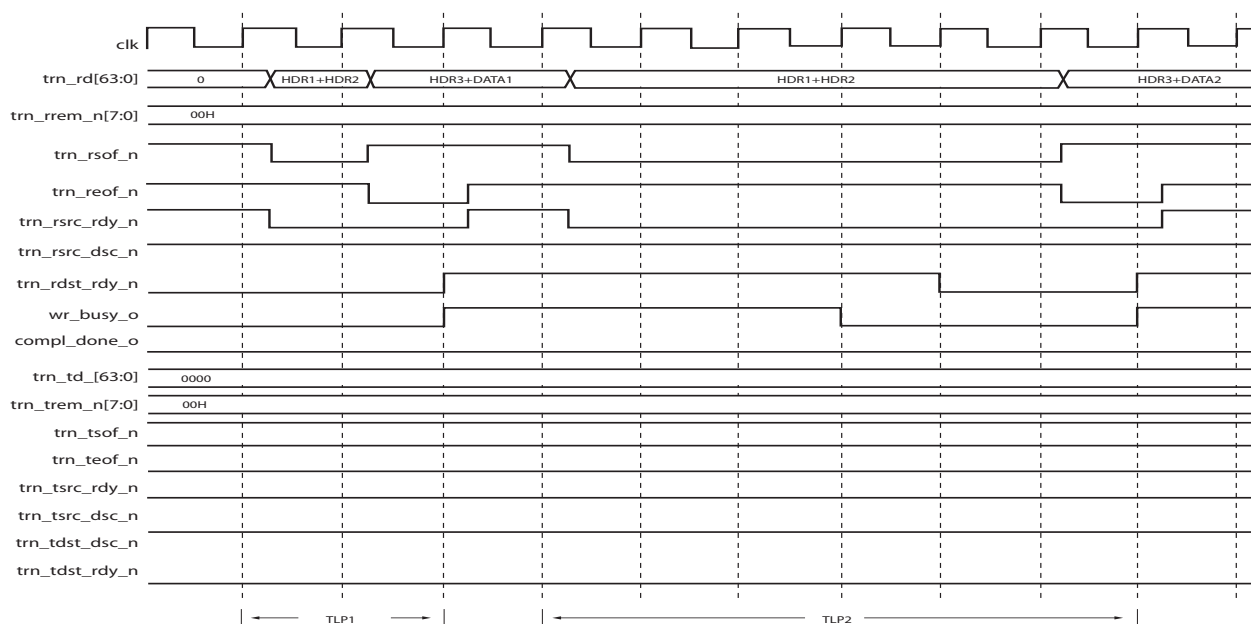 clk
trn_rd[63:0] 0 HDR1+HDR2 HDR3+DATA1 HDR1+HDR2 HDR3+DATA2
trn_rrem_n[7:0] 00H
trn_rsof_n
trn_reof_n
trn_rsrc_rdy_n
trn_rsrc_dsc_n
trn_rdst_rdy_n
wr_busy_o
compl_done_o
trn_td_[63:0] 0000
trn_trem_n[7:0] 00H
trn_tsof_n
trn_teof_n
trn_tsrc_rdy_n
trn_tsrc_dsc_n
trn_tdst_dsc_n
trn_tdst_rdy_n
TLP1 TLP2